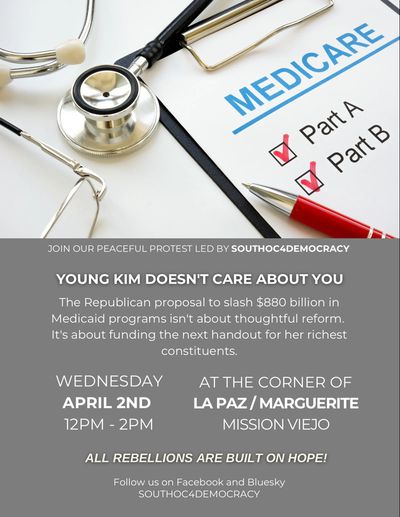 MEDICARE
Part A
Part B
JOIN OUR PEACEFUL PROTEST LED BY SOUTHOC4DEMOCRACY
YOUNG KIM DOESN'T CARE ABOUT YOU
The Republican proposal to slash $880 billion in
Medicaid programs isn't about thoughtful reform.
It's about funding the next handout for her richest
constituents.
WEDNESDAY
APRIL 2ND
12PM - 2PM
AT THE CORNER OF
LA PAZ / MARGUERITE
MISSION VIEJO
ALL REBELLIONS ARE BUILT ON HOPE!
Follow us on Facebook and Bluesky
SOUTHOC4DEMOCRACY